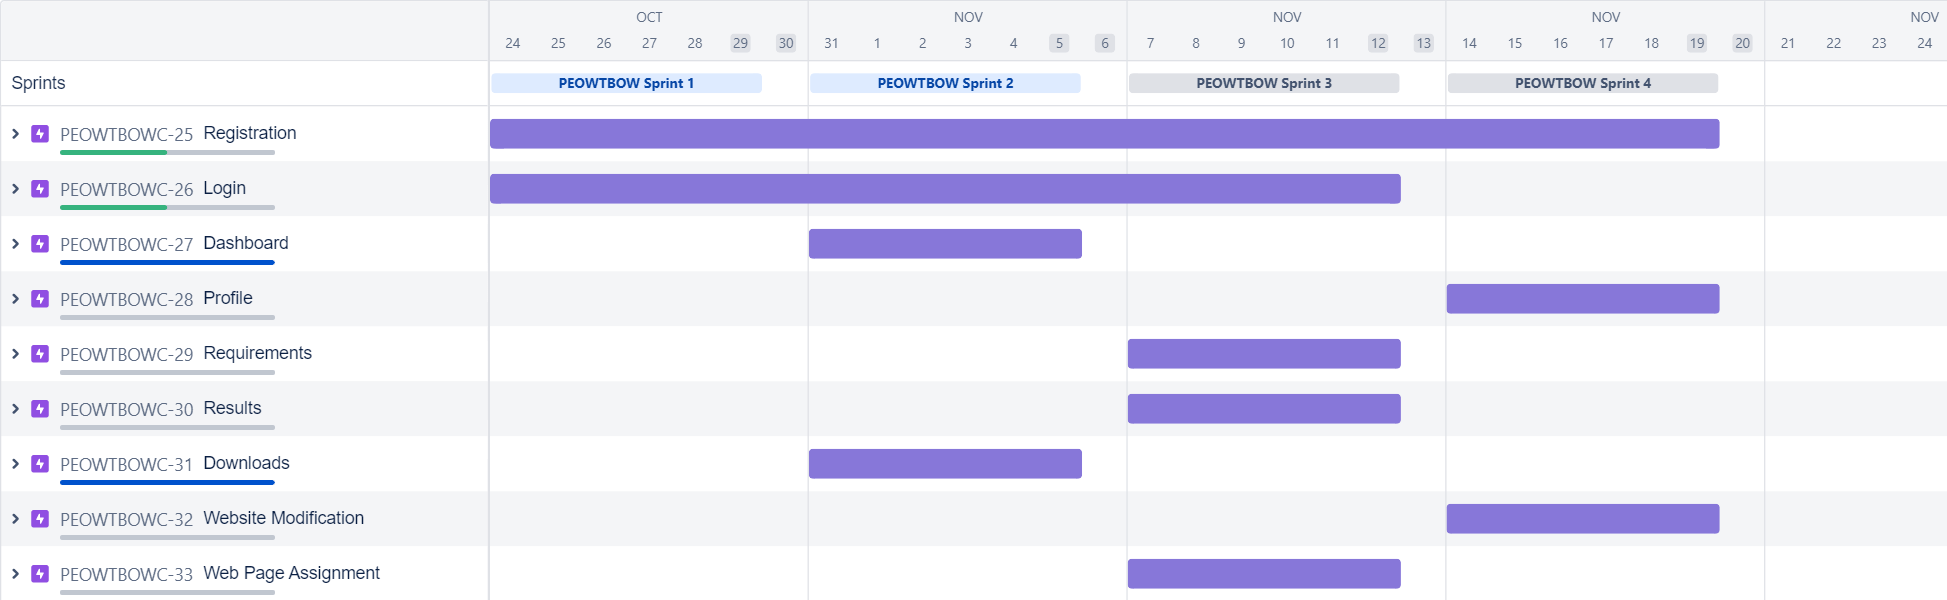 OCT NOV NOV NOV NOV
24 25 26 27 28 29 30 31 1 2 3 4 5 6 7 8 9 10 11 12 13 14 15 16 17 18 19 20 21 22 23 24
Sprints PEOWTBOW Sprint 1 PEOWTBOW Sprint 2 PEOWTBOW Sprint 3 PEOWTBOW Sprint 4
PEOWTBOWC-25 Registration
PEOWTBOWC-26 Login
PEOWTBOWC-27 Dashboard
PEOWTBOWC-28 Profile
PEOWTBOWC-29 Requirements
PEOWTBOWC-30 Results
PEOWTBOWC-31 Downloads
PEOWTBOWC-32 Website Modification
PEOWTBOWC-33 Web Page Assignment